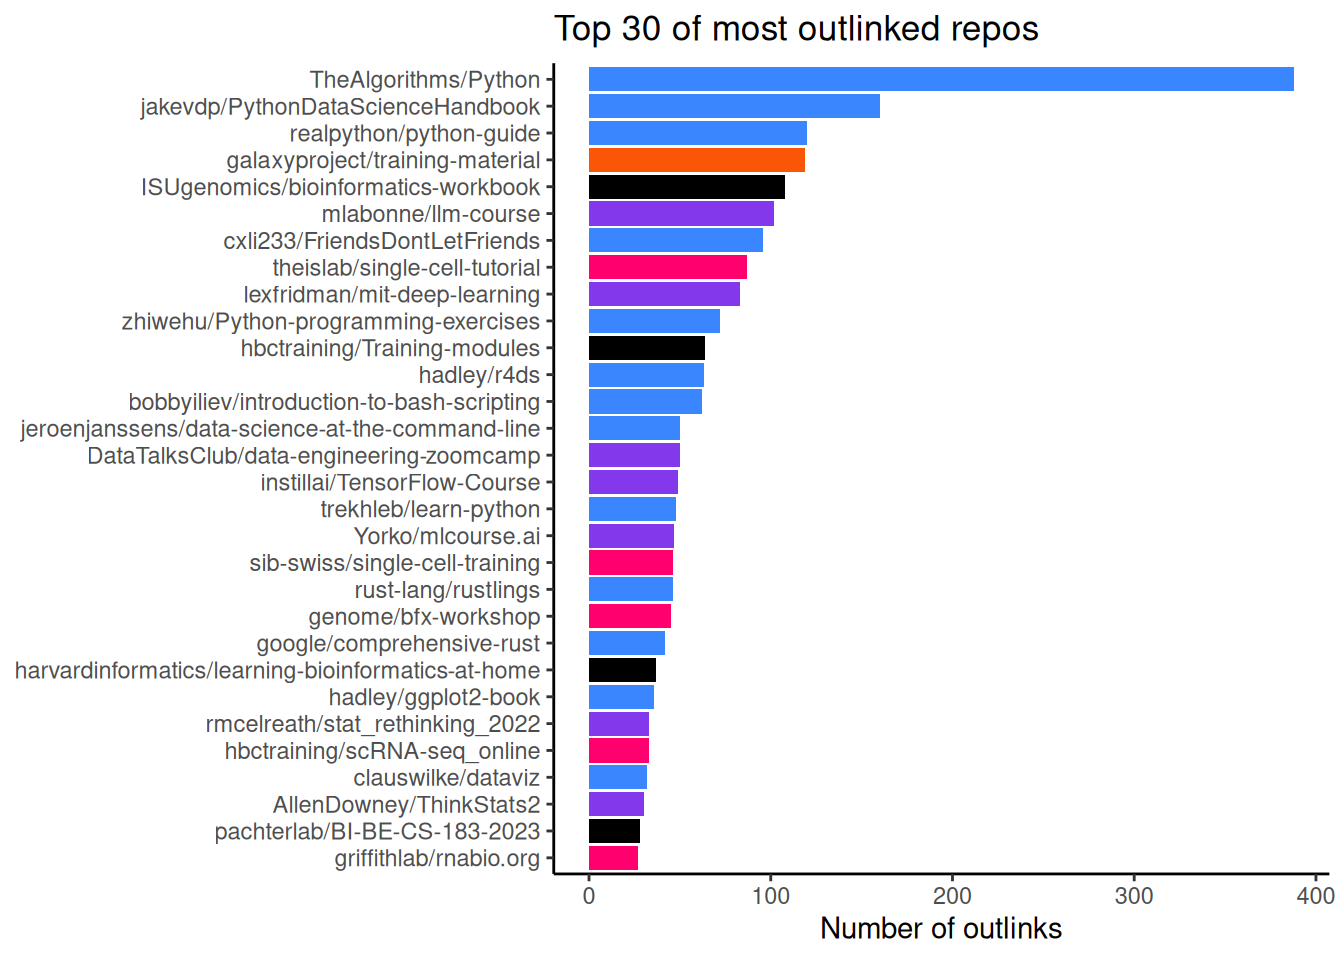 Top 30 of most outlinked repos
TheAlgorithms/Python
jakevdp/PythonDataScienceHandbook
realpython/python-guide
galaxyproject/training-material
ISUgenomics/bioinformatics-workbook
mlabonne/llm-course
cxli233/FriendsDontLetFriends
theislab/single-cell-tutorial
lexfridman/mit-deep-learning
zhiwehu/Python-programming-exercises
hbctraining/Training-modules
hadley/r4ds
bobbyiliev/introduction-to-bash-scripting
jeroenjanssens/data-science-at-the-command-line
DataTalksClub/data-engineering-zoomcamp
instillai/TensorFlow-Course
trekhleb/learn-python
Yorko/mlcourse.ai
sib-swiss/single-cell-training
rust-lang/rustlings
genome/bfx-workshop
google/comprehensive-rust
harvardinformatics/learning-bioinformatics-at-home
hadley/ggplot2-book
rmcelreath/stat_rethinking_2022
hbctraining/scRNA-seq_online
clauswilke/dataviz
AllenDowney/ThinkStats2
pachterlab/BI-BE-CS-183-2023
griffithlab/rnabio.org
0 100 200 300 400
Number of outlinks